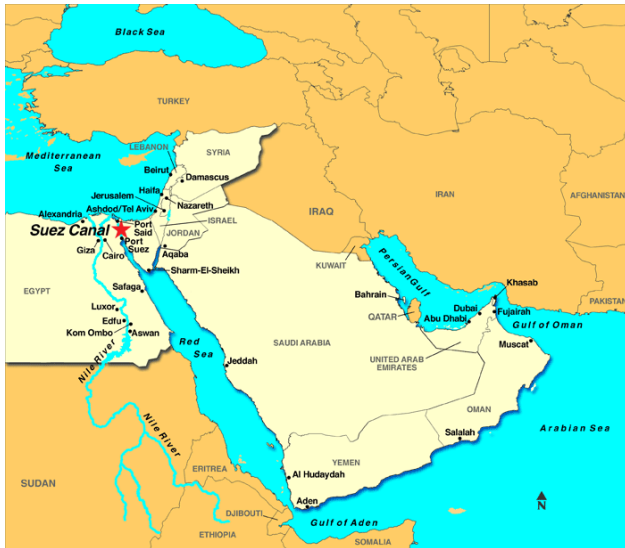 Black Sea
TURKEY
Mediterranean
Sea
LEBANON
SYRIA
Beirut
Damascus
Haifa
Jerusalem
Nazareth
Ashdod/Tel Aviv
Alexandria
Port
Said
ISRAEL
Suez Canal
JORDAN
Port
Suez
Giza
Cairo
Aqaba
Sharm-El-Sheikh
IRAQ
IRAN
AFGHANISTAN
KUWAIT
Persian Gulf
EGYPT
Safaga
Luxor
Edfu
Kom Ombo
Aswan
Nile River
Red
Sea
Bahrain
QATAR
Khasab
Dubai
Abu Dhabi
Fujairah
PAKISTAN
Gulf of Oman
Muscat
SAUDI ARABIA
UNITED ARAB
EMIRATES
Jeddah
Nile River
OMAN
Salalah
Arabian Sea
SUDAN
ERITREA
YEMEN
Al Hudaydah
Aden
DJIBOUTI
Gulf of Aden
ETHIOPIA
SOMALIA
N